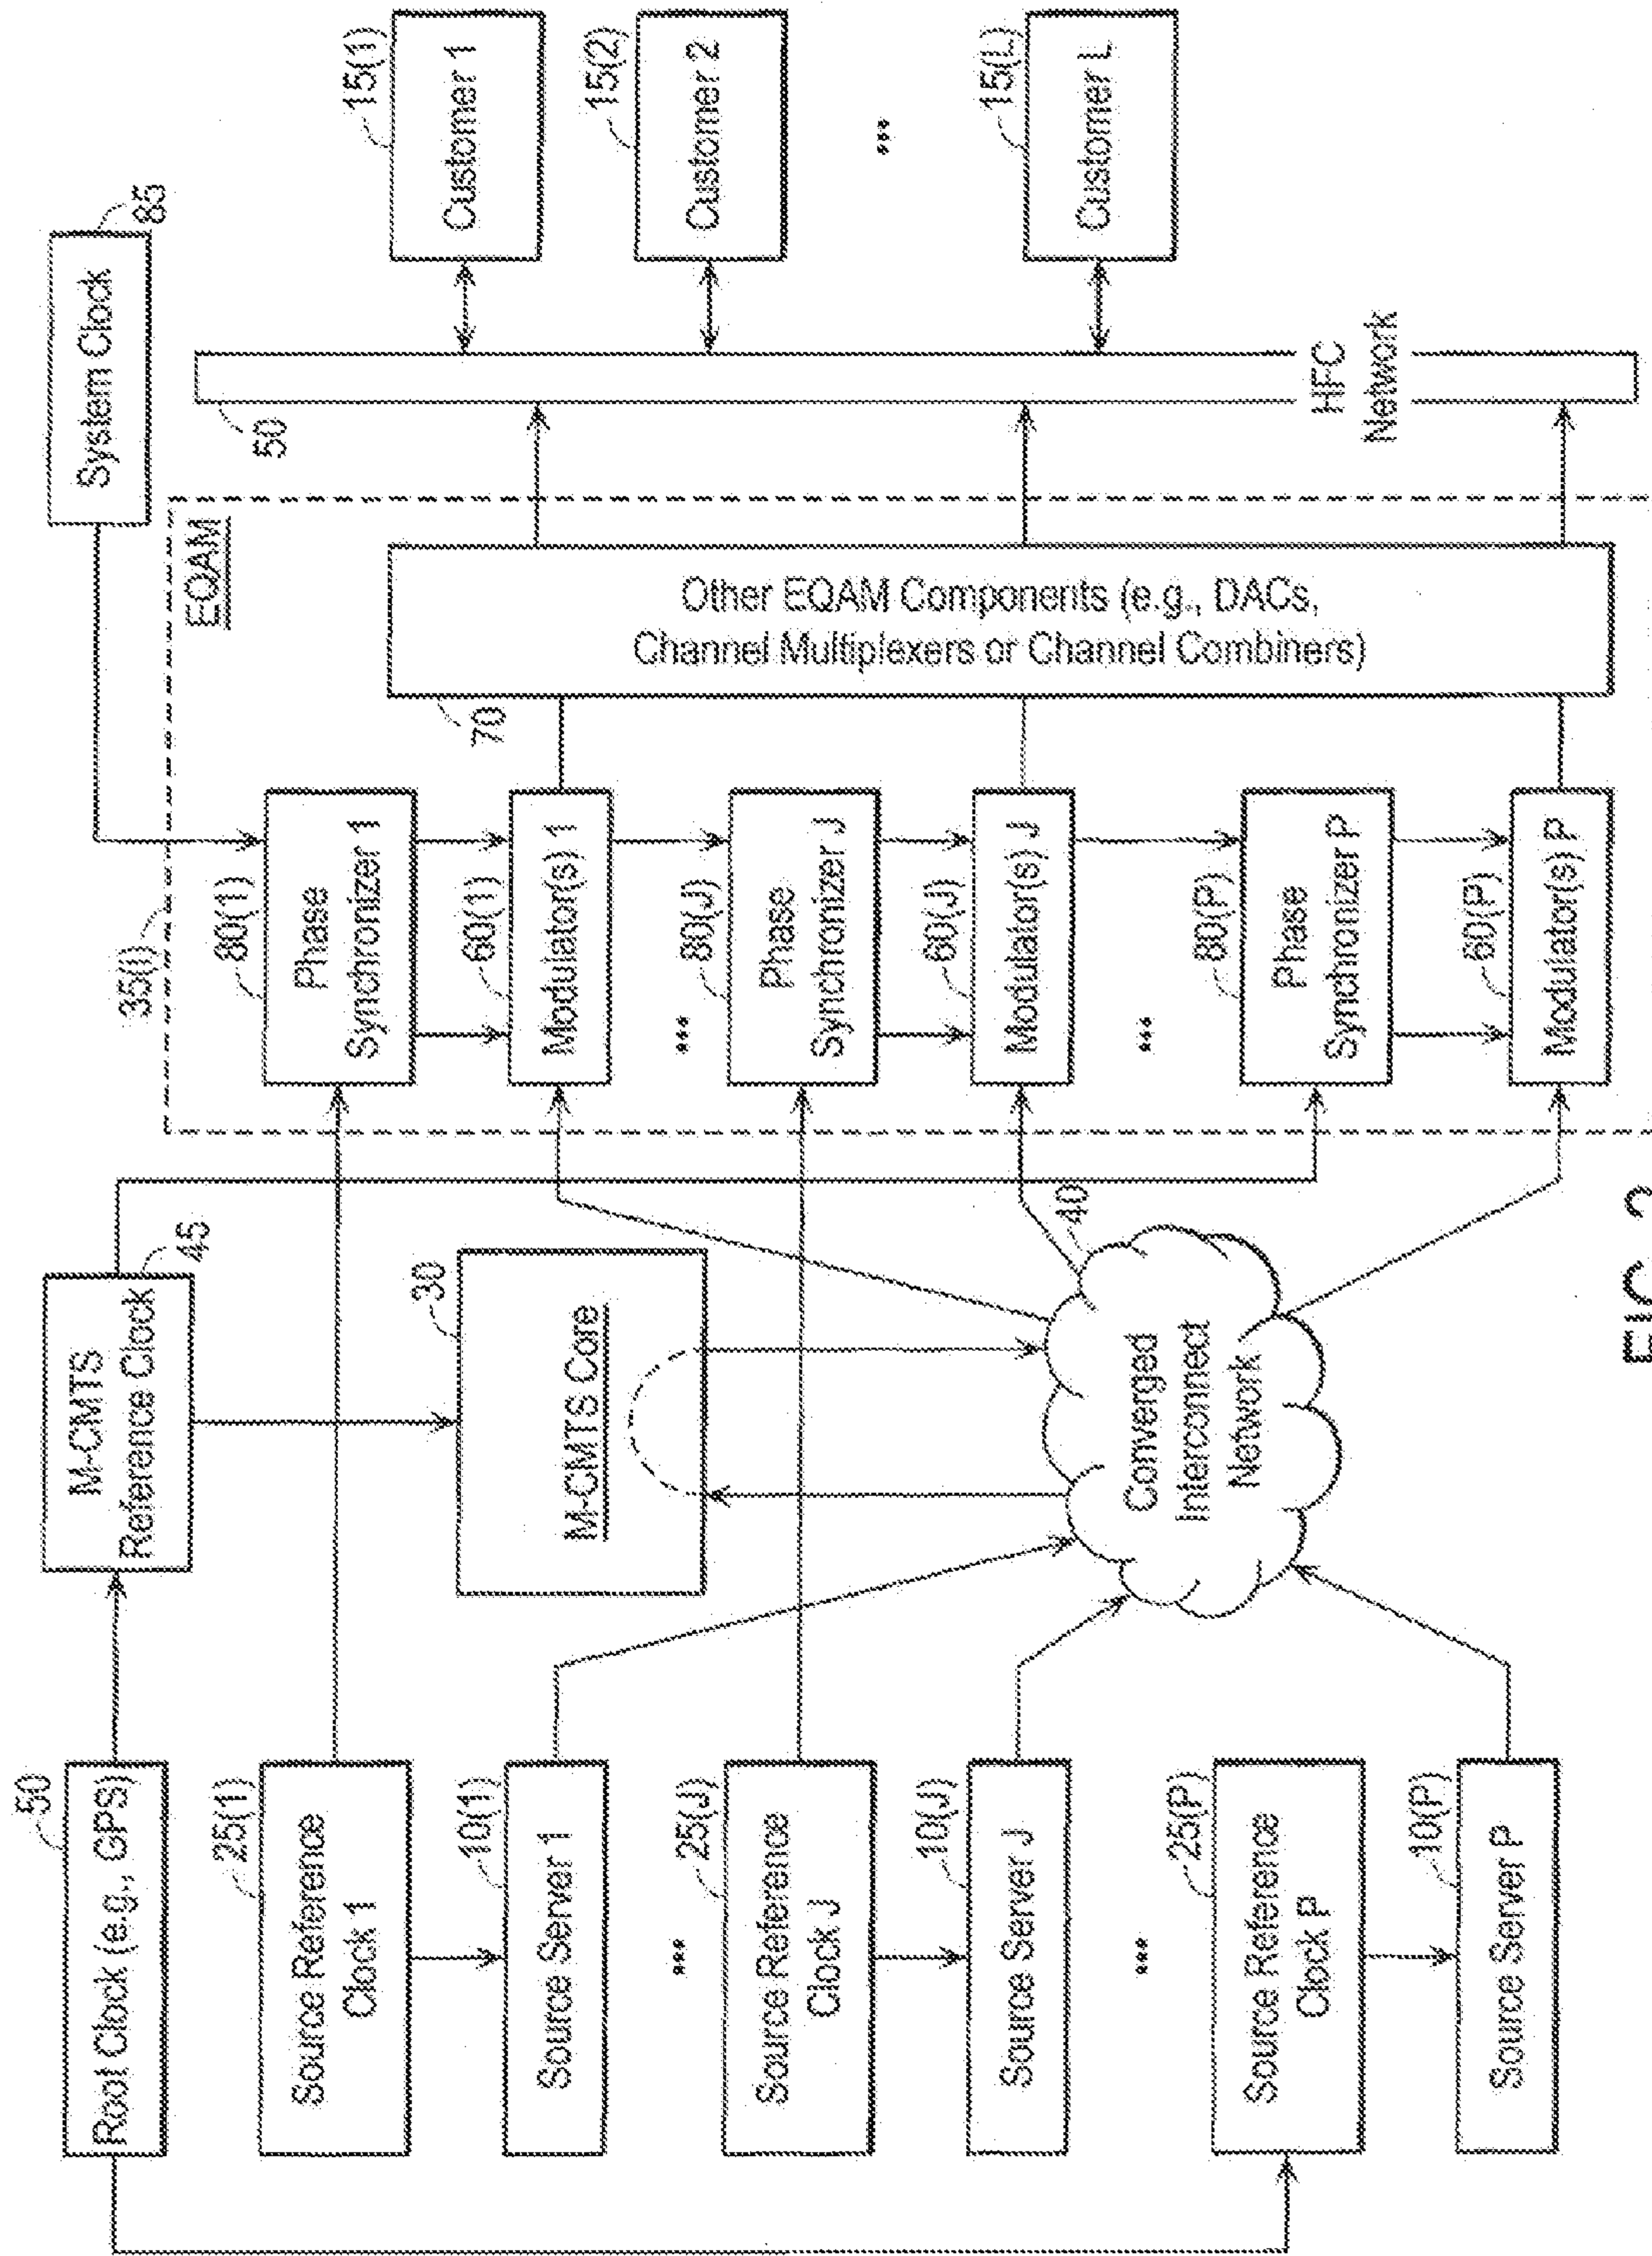 Root Clock (e.g., GPS)
50
M-CMTS
Reference Clock
45
System Clock
85
35(I)
EQAM
Source Reference
Clock 1
25(1)
Phase
Synchronizer 1
80(1)
Source Server 1
10(1)
M-CMTS Core
30
Modulator(s) 1
60(1)
50
Customer 1
15(1)
•••
•••
Source Reference
Clock J
25(J)
Phase
Synchronizer J
80(J)
70
Other EQAM Components (e.g., DACs,
Channel Multiplexers or Channel Combiners)
Customer 2
15(2)
Source Server J
10(J)
Converged
Interconnect
Network
40
Modulator(s) J
60(J)
•••
•••
•••
Source Reference
Clock P
25(P)
Phase
Synchronizer P
80(P)
Customer L
15(L)
Source Server P
10(P)
Modulator(s) P
60(P)
HFC
Network